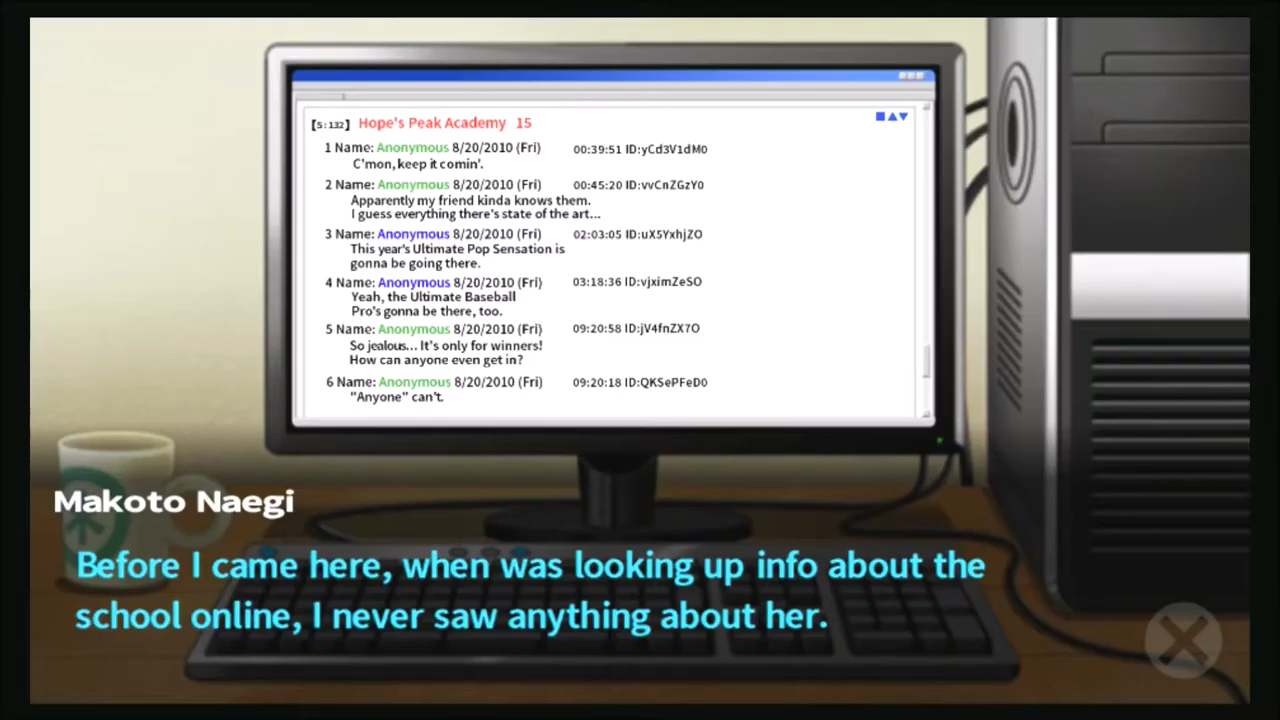 [5:132] Hope's Peak Academy 15
1 Name: Anonymous 8/20/2010 (Fri) 00:39:51 ID:yCd3V1dM0
C'mon, keep it comin'.
2 Name: Anonymous 8/20/2010 (Fri) 00:45:20 ID:vvCnZGzY0
Apparently my friend kinda knows them.
I guess everything there's state of the art...
3 Name: Anonymous 8/20/2010 (Fri) 02:03:05 ID:uX5YxhjZO
This year's Ultimate Pop Sensation is
gonna be going there.
4 Name: Anonymous 8/20/2010 (Fri) 03:18:36 ID:vjximZeSO
Yeah, the Ultimate Baseball
Pro's gonna be there, too.
5 Name: Anonymous 8/20/2010 (Fri) 09:20:58 ID:jV4fnZX7O
So jealous... It's only for winners!
How can anyone even get in?
6 Name: Anonymous 8/20/2010 (Fri) 09:20:18 ID:QKSePFeD0
"Anyone" can't.
Makoto Naegi
Before I came here, when was looking up info about the
school online, I never saw anything about her.